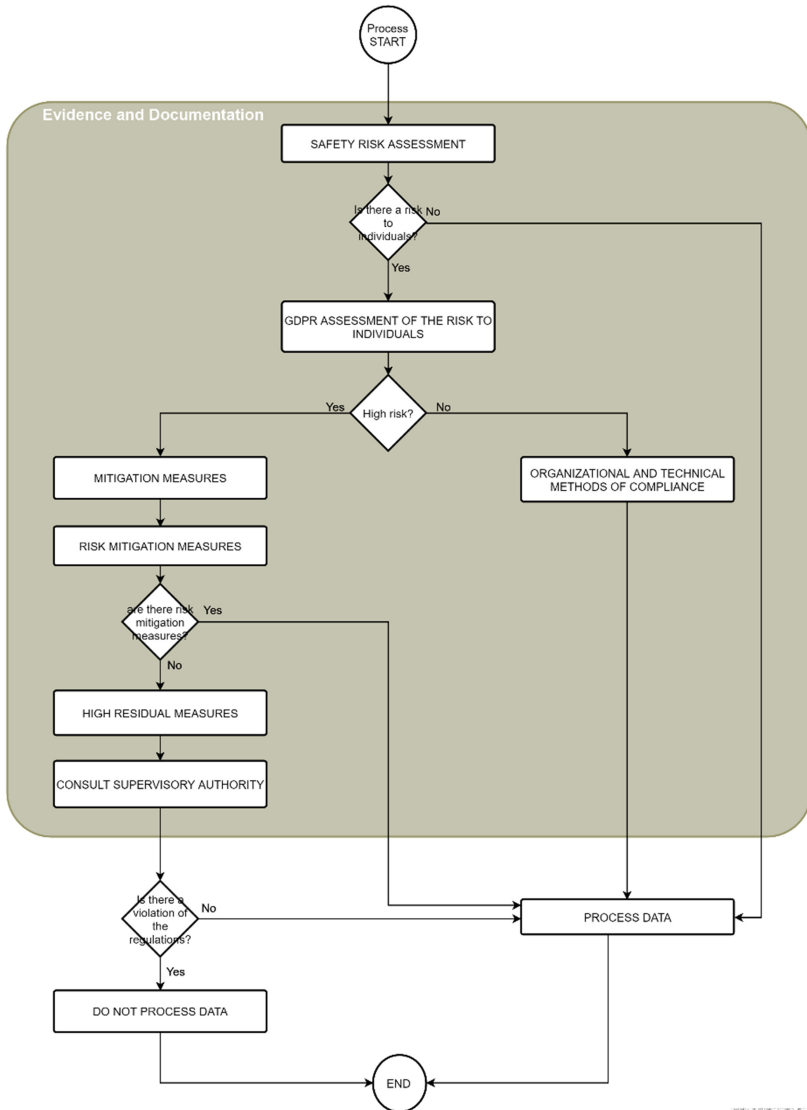 Process
START
Evidence and Documentation
SAFETY RISK ASSESSMENT
Is there a risk
to
individuals?
No
Yes
GDPR ASSESSMENT OF THE RISK TO
INDIVIDUALS
Yes
High risk?
No
MITIGATION MEASURES
ORGANIZATIONAL AND TECHNICAL
METHODS OF COMPLIANCE
RISK MITIGATION MEASURES
are there risk
mitigation
measures?
Yes
No
HIGH RESIDUAL MEASURES
CONSULT SUPERVISORY AUTHORITY
Is there a
violation of
the
regulations?
No
PROCESS DATA
Yes
DO NOT PROCESS DATA
END